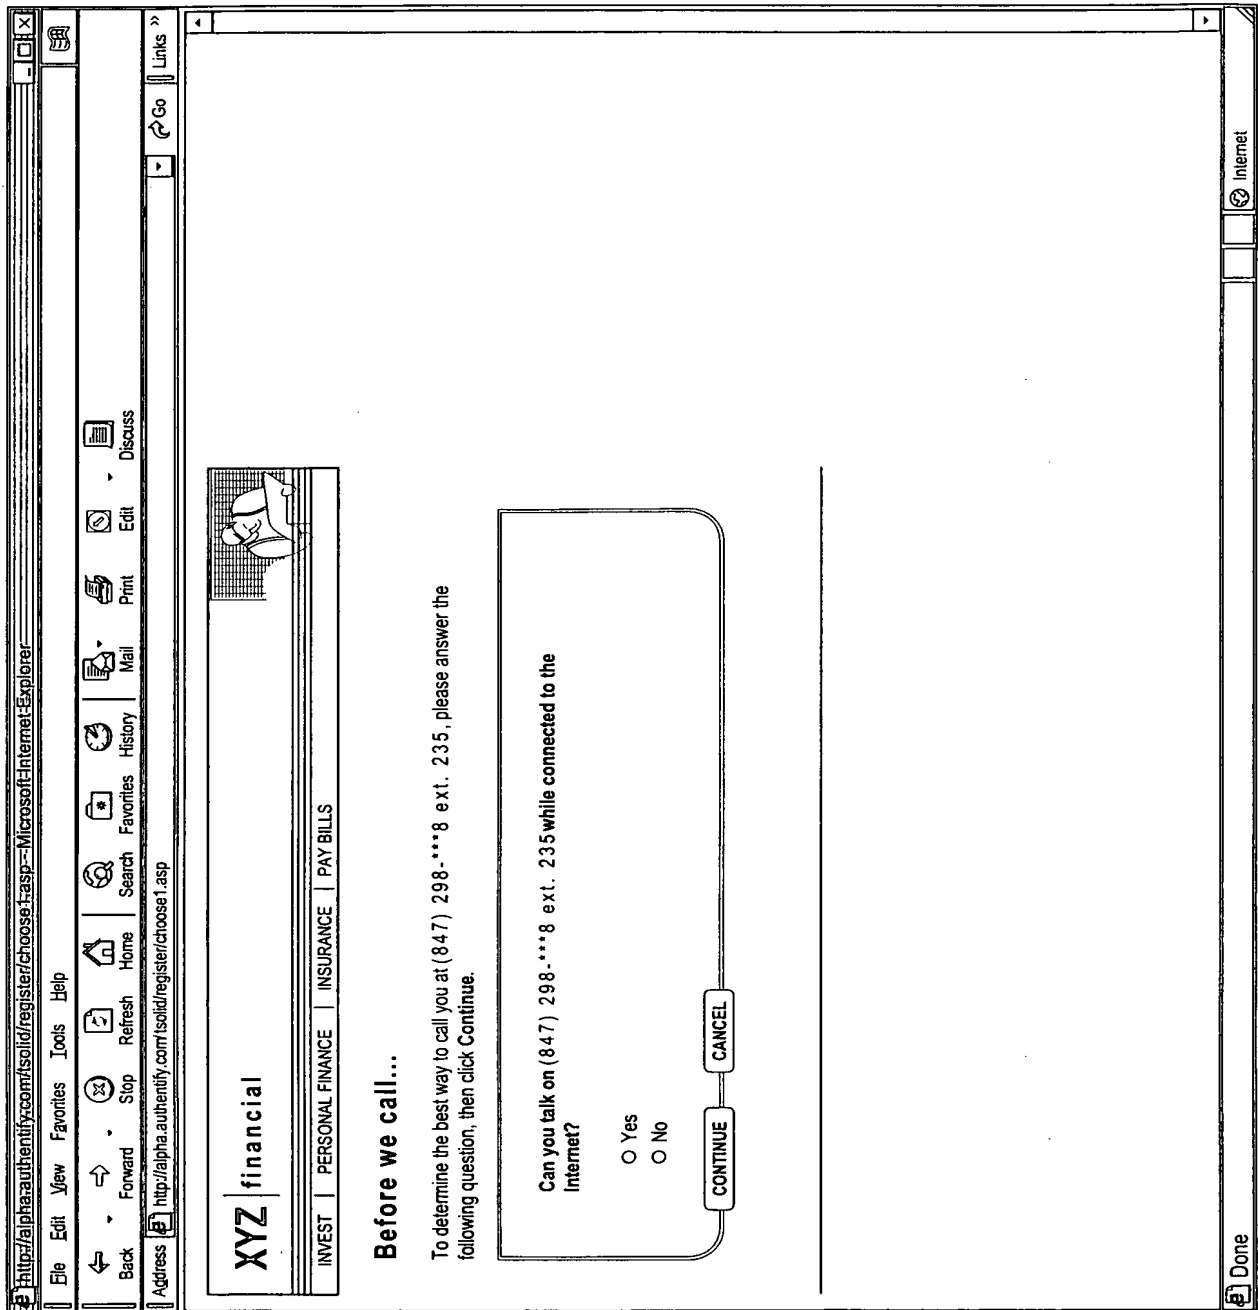 http://alpha.authentify.com/tsolid/register/choose1.asp--Microsoft-Internet-Explorer
File Edit View Favorites Tools Help
Back Forward Stop Refresh Home Search Favorites History Mail Print Edit Discuss
Address http://alpha.authentify.com/tsolid/register/choose1.asp Go Links »
XYZ financial
INVEST | PERSONAL FINANCE | INSURANCE | PAY BILLS
Before we call...
To determine the best way to call you at (847) 298-***8 ext. 235, please answer the
following question, then click Continue.
Can you talk on (847) 298-***8 ext. 235 while connected to the
Internet?
Yes
No
CONTINUE CANCEL
Done Internet